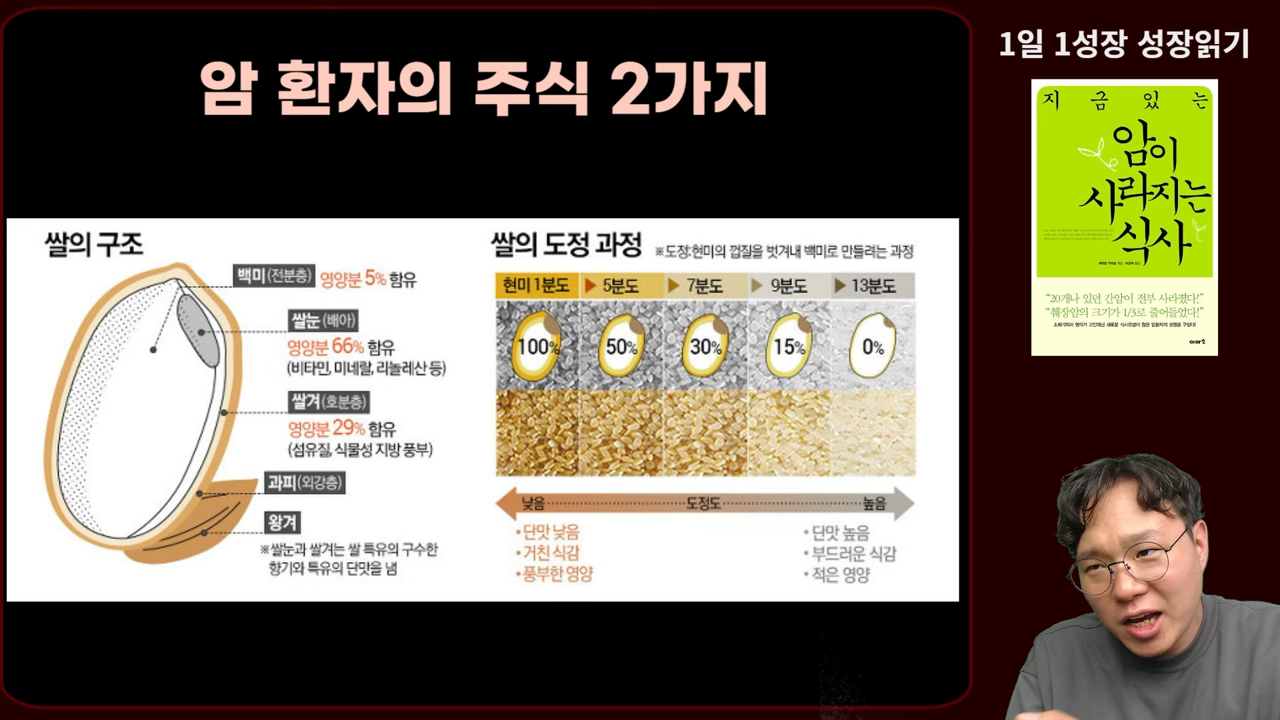 암 환자의 주식 2가지
쌀의 구조
백미(전분층) 영양분 5% 함유
쌀눈(배아)
영양분 66% 함유
(비타민, 미네랄, 리놀레산 등)
쌀겨(호분층)
영양분 29% 함유
(섬유질, 식물성 지방 풍부)
과피(외강층)
왕겨
※쌀눈과 쌀겨는 쌀 특유의 구수한
향기와 특유의 단맛을 냄
쌀의 도정 과정 ※도정:현미의 껍질을 벗겨내 백미로 만들려는 과정
현미 1분도 5분도 7분도 9분도 13분도
100% 50% 30% 15% 0%
낮음 도정도 높음
• 단맛 낮음
• 거친 식감
• 풍부한 영양
• 단맛 높음
• 부드러운 식감
• 적은 영양
1일 1성장 성장읽기
지금있는
암이
사라지는
식사
“20개나 있던 간암이 전부 사라졌다!”
“췌장암의 크기가 1/3로 줄어들었다!”